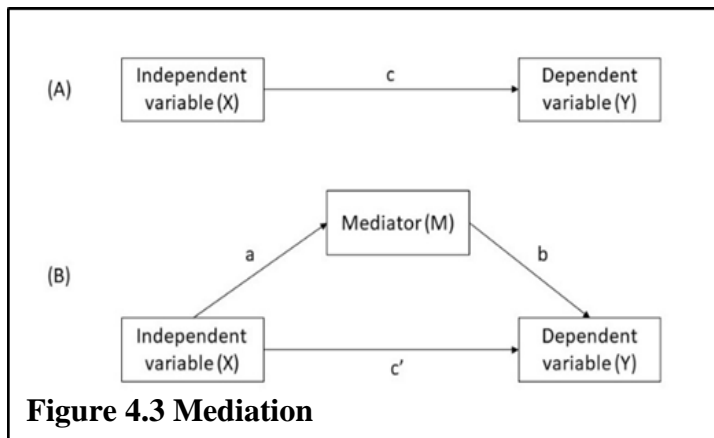 (A)
Independent
variable (X)
c
Dependent
variable (Y)
Mediator (M)
a
b
(B)
Independent
variable (X)
c'
Dependent
variable (Y)
Figure 4.3 Mediation